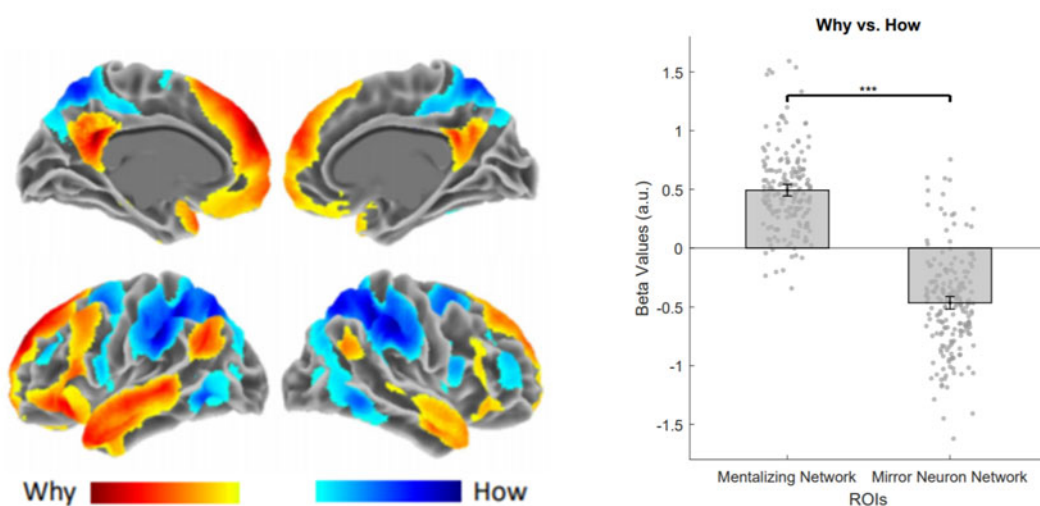 Why vs. How
***
1.5
1
0.5
0
-0.5
-1
-1.5
Beta Values (a.u.)
Mentalizing Network Mirror Neuron Network
ROIs
Why How